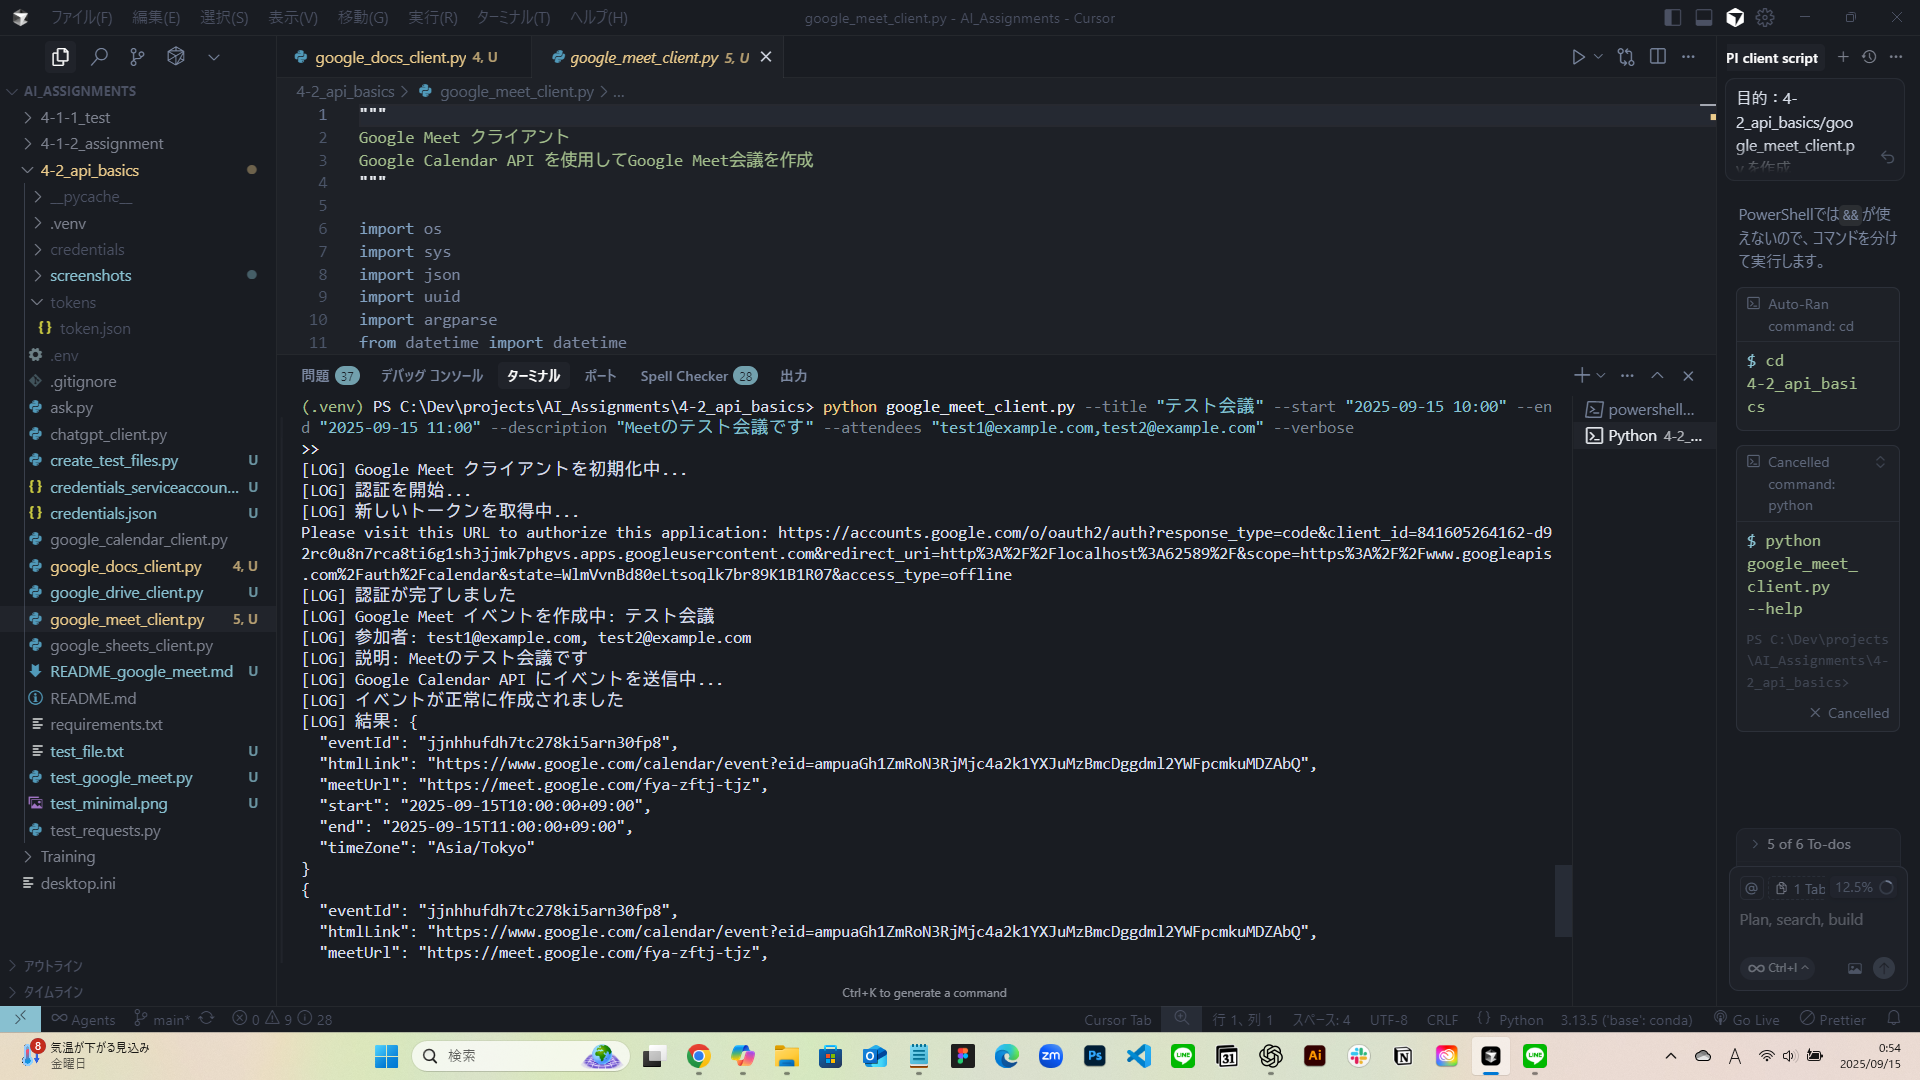 ファイル(F) 編集(E) 選択(S) 表示(V) 移動(G) 実行(R) ターミナル(T) ヘルプ(H)
google_meet_client.py - AI_Assignments - Cursor
AI_ASSIGNMENTS
4-1-1_test
4-1-2_assignment
4-2_api_basics
__pycache__
.venv
credentials
screenshots
tokens
token.json
.env
.gitignore
ask.py
chatgpt_client.py
create_test_files.py U
credentials_serviceaccoun... U
credentials.json U
google_calendar_client.py
google_docs_client.py 4, U
google_drive_client.py U
google_meet_client.py 5, U
google_sheets_client.py
README_google_meet.md U
README.md
requirements.txt
test_file.txt U
test_google_meet.py U
test_minimal.png U
test_requests.py
Training
desktop.ini
アウトライン
タイムライン
google_docs_client.py 4, U
google_meet_client.py 5, U
4-2_api_basics > google_meet_client.py > ...
1 """
2 Google Meet クライアント
3 Google Calendar API を使用してGoogle Meet会議を作成
4 """
5
6 import os
7 import sys
8 import json
9 import uuid
10 import argparse
11 from datetime import datetime
問題 37 デバッグ コンソール ターミナル ポート Spell Checker 28 出力
(.venv) PS C:\Dev\projects\AI_Assignments\4-2_api_basics> python google_meet_client.py --title "テスト会議" --start "2025-09-15 10:00" --en
d "2025-09-15 11:00" --description "Meetのテスト会議です" --attendees "test1@example.com,test2@example.com" --verbose
>>
[LOG] Google Meet クライアントを初期化中...
[LOG] 認証を開始...
[LOG] 新しいトークンを取得中...
Please visit this URL to authorize this application: https://accounts.google.com/o/oauth2/auth?response_type=code&client_id=841605264162-d9
2rc0u8n7rca8ti6g1sh3jjmk7phgvs.apps.googleusercontent.com&redirect_uri=http%3A%2F%2Flocalhost%3A62589%2F&scope=https%3A%2F%2Fwww.googleapis
.com%2Fauth%2Fcalendar&state=WlmVvnBd80eLtsoqlk7br89K1B1R07&access_type=offline
[LOG] 認証が完了しました
[LOG] Google Meet イベントを作成中: テスト会議
[LOG] 参加者: test1@example.com, test2@example.com
[LOG] 説明: Meetのテスト会議です
[LOG] Google Calendar API にイベントを送信中...
[LOG] イベントが正常に作成されました
[LOG] 結果: {
"eventId": "jjnhhufdh7tc278ki5arn30fp8",
"htmlLink": "https://www.google.com/calendar/event?eid=ampuaGh1ZmRoN3RjMjc4a2k1YXJuMzBmcDggdml2YWFpcmkuMDZAbQ",
"meetUrl": "https://meet.google.com/fya-zftj-tjz",
"start": "2025-09-15T10:00:00+09:00",
"end": "2025-09-15T11:00:00+09:00",
"timeZone": "Asia/Tokyo"
}
{
"eventId": "jjnhhufdh7tc278ki5arn30fp8",
"htmlLink": "https://www.google.com/calendar/event?eid=ampuaGh1ZmRoN3RjMjc4a2k1YXJuMzBmcDggdml2YWFpcmkuMDZAbQ",
"meetUrl": "https://meet.google.com/fya-zftj-tjz",
Ctrl+K to generate a command
powershell...
Python 4-2_...
PI client script
目的：4-
2_api_basics/goo
gle_meet_client.p
y を作成
PowerShellでは&&が使
えないので、コマンドを分け
て実行します。
Auto-Ran
command: cd
$ cd
4-2_api_basi
cs
Cancelled
command:
python
$ python
google_meet_
client.py
--help
PS C:\Dev\projects
\AI_Assignments\4-
2_api_basics>
Cancelled
5 of 6 To-dos
@ 1 Tab 12.5%
Plan, search, build
∞ Ctrl+I
Agents main* 0 9 28
Cursor Tab 行 1、列 1 スペース: 4 UTF-8 CRLF {} Python 3.13.5 ('base': conda) Go Live Prettier
8 気温が下がる見込み
金曜日
検索
zm Ps LINE 31 Ai N LINE
A 0:54
2025/09/15